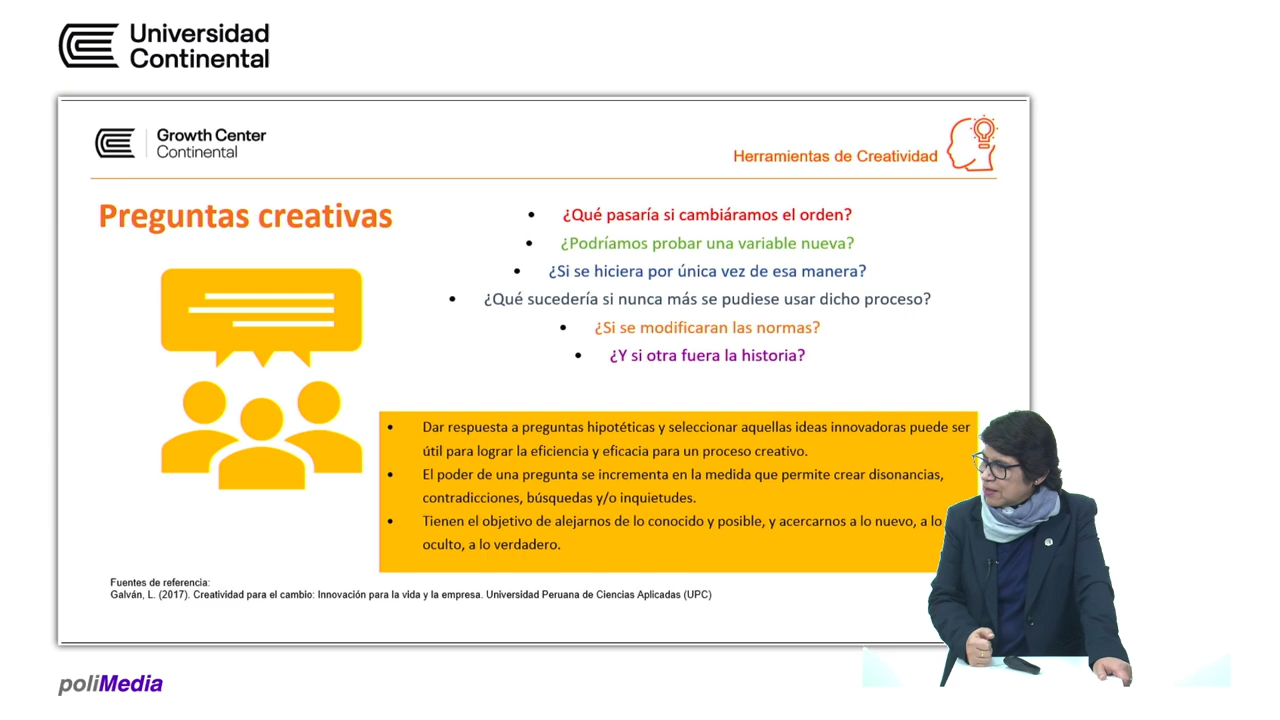 Universidad
Continental
Growth Center
Continental
Herramientas de Creatividad
Preguntas creativas
• ¿Qué pasaría si cambiáramos el orden?
• ¿Podríamos probar una variable nueva?
• ¿Si se hiciera por única vez de esa manera?
• ¿Qué sucedería si nunca más se pudiese usar dicho proceso?
• ¿Si se modificaran las normas?
• ¿Y si otra fuera la historia?
• Dar respuesta a preguntas hipotéticas y seleccionar aquellas ideas innovadoras puede ser
útil para lograr la eficiencia y eficacia para un proceso creativo.
• El poder de una pregunta se incrementa en la medida que permite crear disonancias,
contradicciones, búsquedas y/o inquietudes.
• Tienen el objetivo de alejarnos de lo conocido y posible, y acercarnos a lo nuevo, a lo
oculto, a lo verdadero.
Fuentes de referencia:
Galván, L. (2017). Creatividad para el cambio: Innovación para la vida y la empresa. Universidad Peruana de Ciencias Aplicadas (UPC)
poliMedia